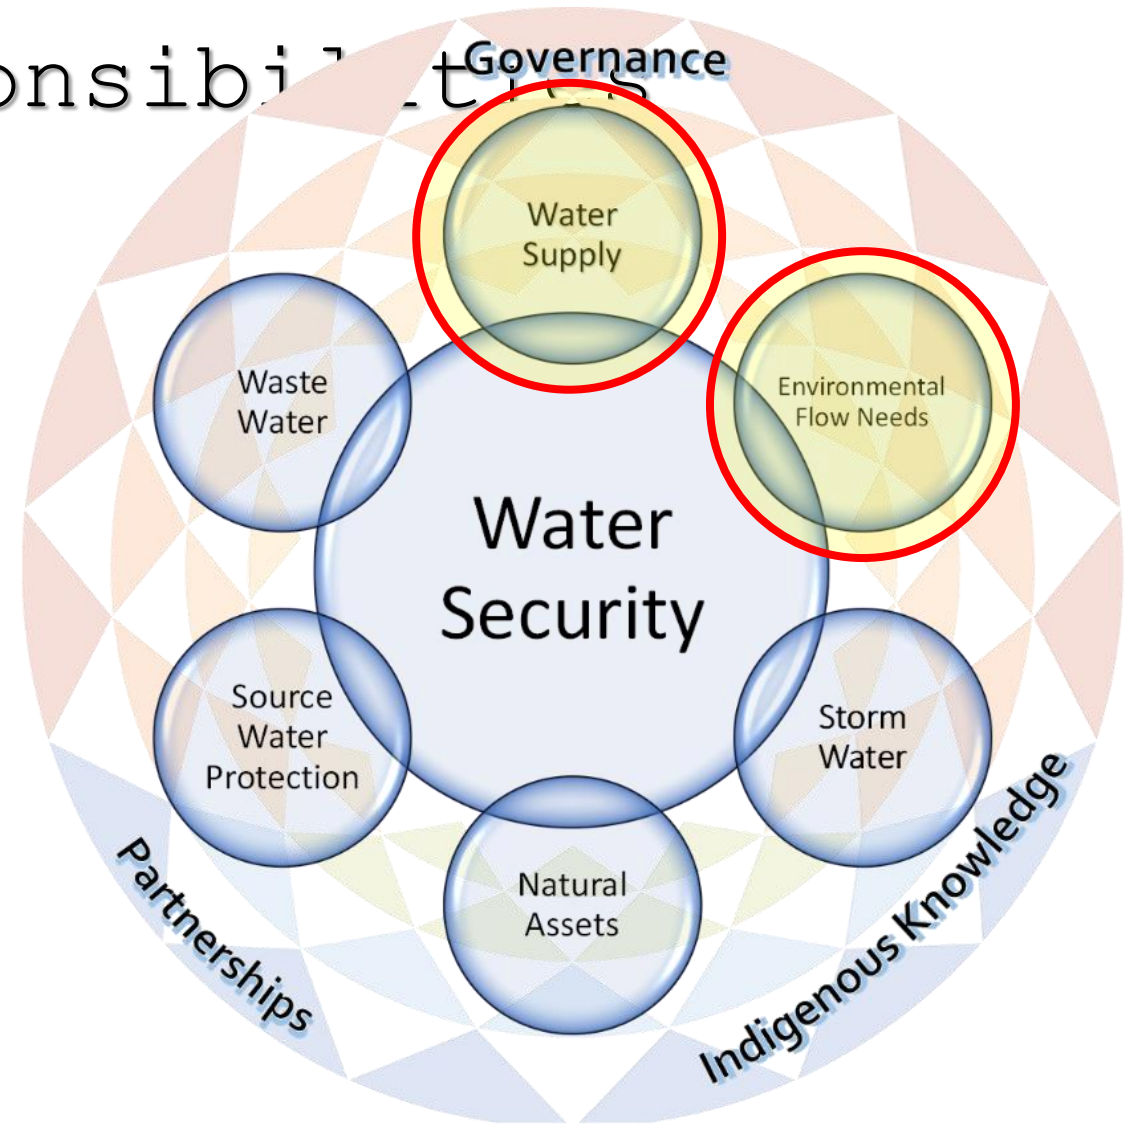 onsibilities
Governance
Water
Supply
Waste
Water
Environmental
Flow Needs
Water
Security
Source
Water
Protection
Storm
Water
Natural
Assets
Partnerships
Indigenous Knowledge